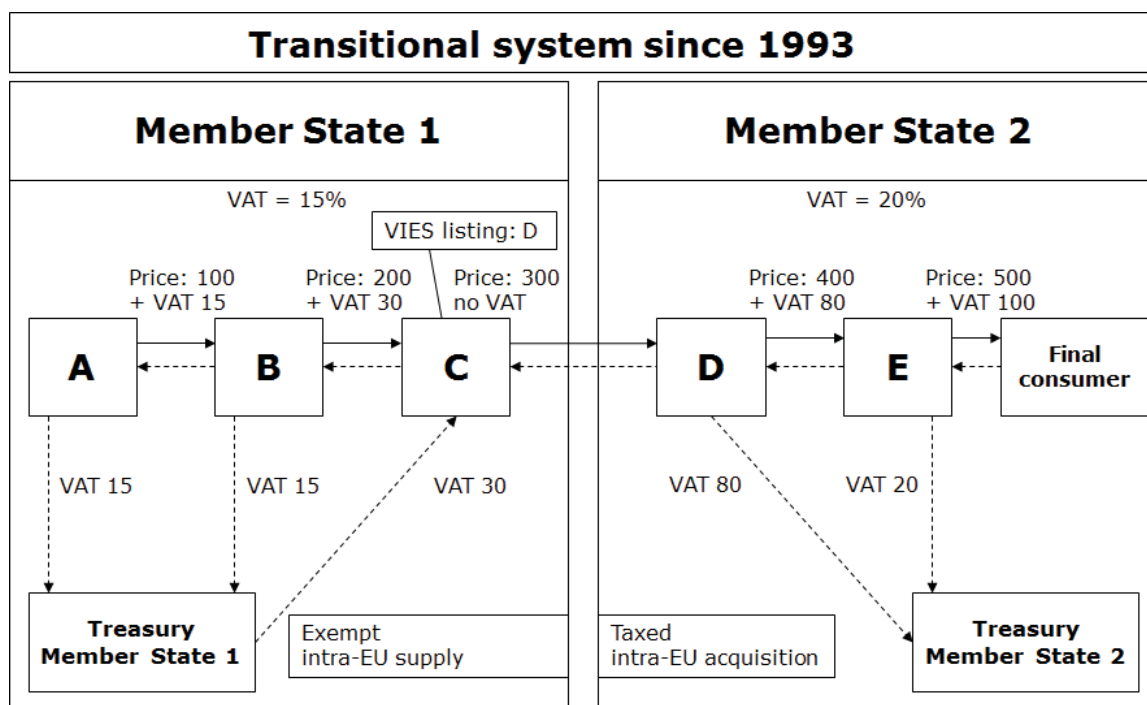 Transitional system since 1993
Member State 1
Member State 2
VAT = 15%
VAT = 20%
VIES listing: D
Price: 100
+ VAT 15
Price: 200
+ VAT 30
Price: 300
no VAT
Price: 400
+ VAT 80
Price: 500
+ VAT 100
A
B
C
D
E
Final
consumer
VAT 15
VAT 15
VAT 30
VAT 80
VAT 20
Treasury
Member State 1
Exempt
intra-EU supply
Taxed
intra-EU acquisition
Treasury
Member State 2